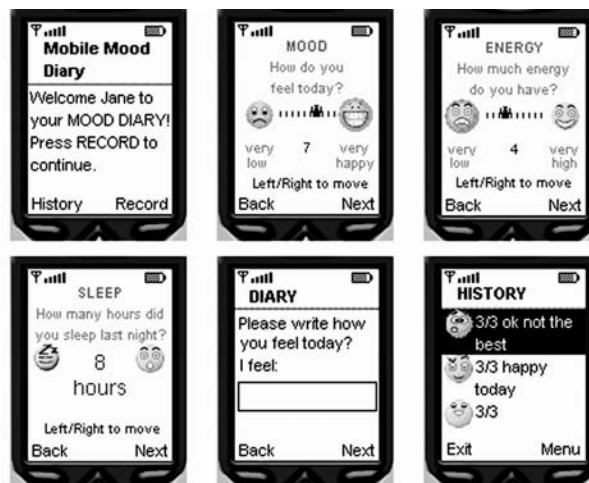 Mobile Mood
Diary
Welcome Jane to
your MOOD DIARY!
Press RECORD to
continue.
History Record
MOOD
How do you
feel today?
very low 7 very happy
Left/Right to move
Back Next
ENERGY
How much energy
do you have?
very low 4 very high
Left/Right to move
Back Next
SLEEP
How many hours did
you sleep last night?
8
hours
Left/Right to move
Back Next
DIARY
Please write how
you feel today?
I feel:
Back Next
HISTORY
3/3 ok not the
best
3/3 happy
today
3/3
Exit Menu